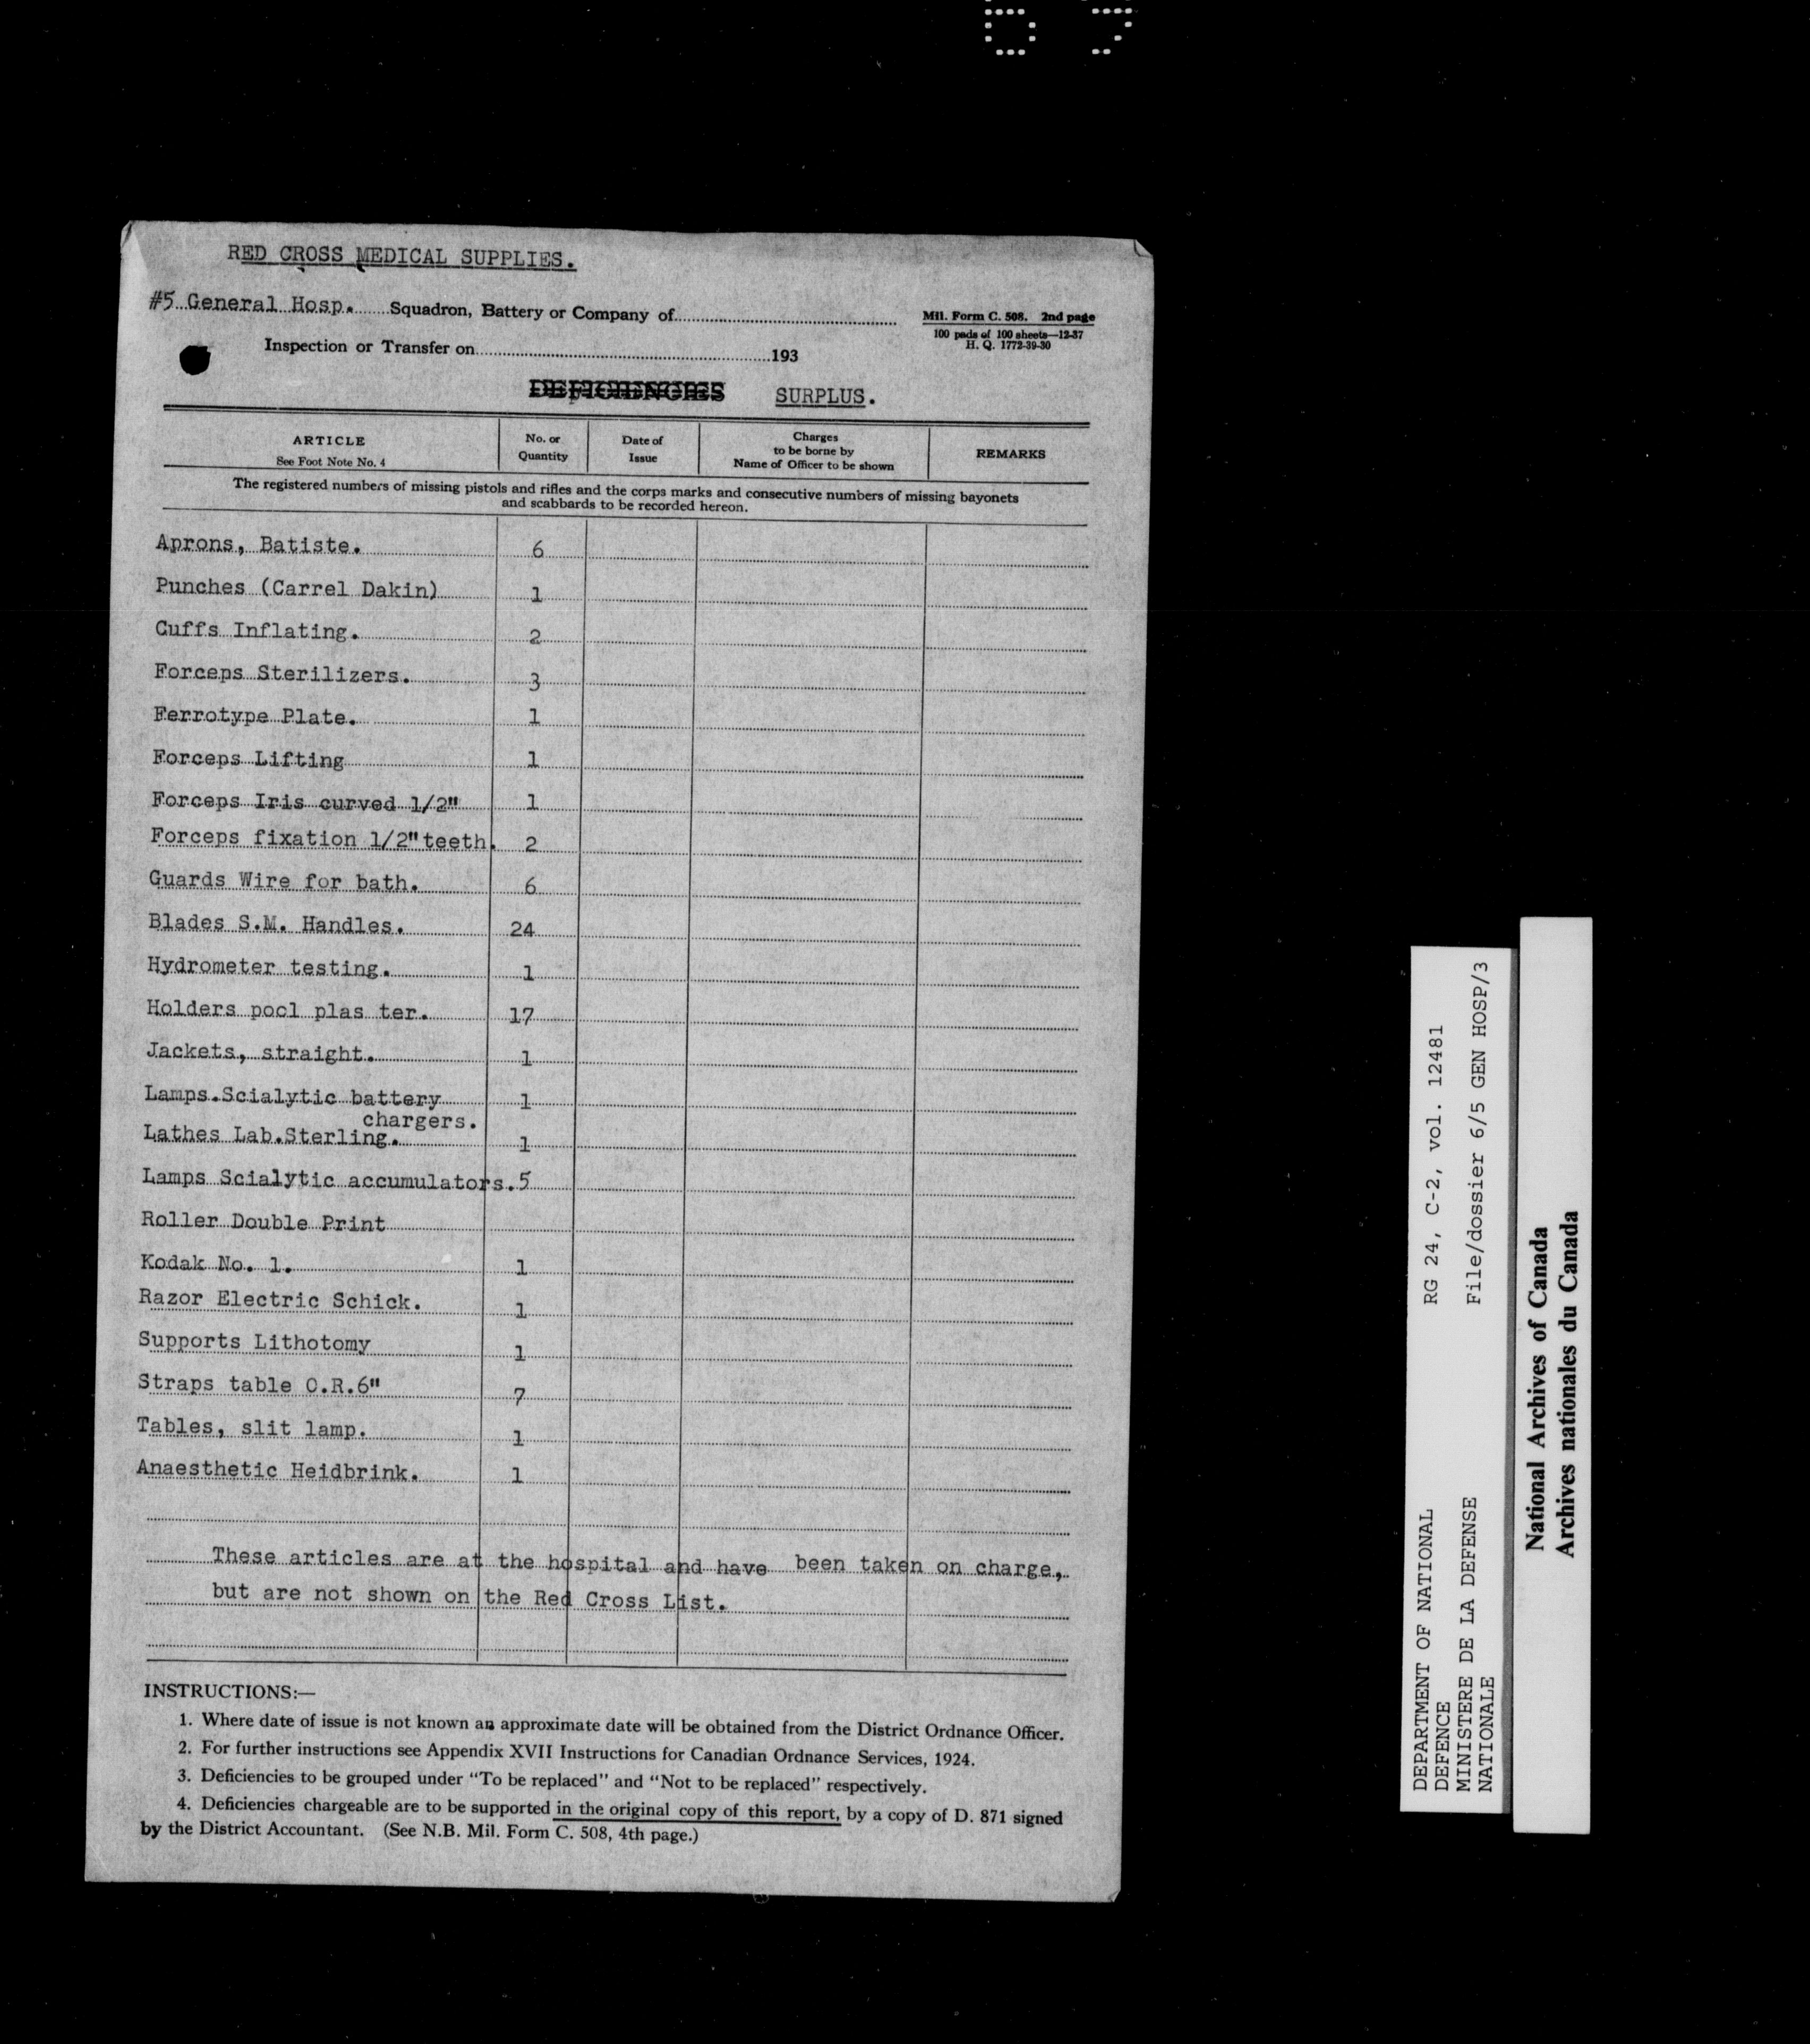 RED CROSS MEDICAL SUPPLIES.
#5 General Hosp. Squadron, Battery or Company of
Mil. Form C. 508. 2nd page
100 pads of 100 sheets—12-37
H. Q. 1772-39-30
Inspection or Transfer on 193
DEFICIENCIES SURPLUS.
ARTICLE
See Foot Note No. 4
No. or
Quantity
Date of
Issue
Charges
to be borne by
Name of Officer to be shown
REMARKS
The registered numbers of missing pistols and rifles and the corps marks and consecutive numbers of missing bayonets
and scabbards to be recorded hereon.
Aprons, Batiste. 6
Punches (Carrel Dakin) 1
Cuffs Inflating. 2
Forceps Sterilizers. 3
Ferrotype Plate. 1
Forceps Lifting 1
Forceps Iris curved 1/2" 1
Forceps fixation 1/2" teeth. 2
Guards Wire for bath. 6
Blades S.M. Handles. 24
Hydrometer testing. 1
Holders pocl plas ter. 17
Jackets, straight. 1
Lamps.Scialytic battery 1
chargers.
Lathes Lab.Sterling. 1
Lamps Scialytic accumulators. 5
Roller Double Print
Kodak No. 1. 1
Razor Electric Schick. 1
Supports Lithotomy 1
Straps table O.R.6" 7
Tables, slit lamp. 1
Anaesthetic Heidbrink. 1
These articles are at the hospital and have been taken on charge,
but are not shown on the Red Cross List.
INSTRUCTIONS:—
1. Where date of issue is not known an approximate date will be obtained from the District Ordnance Officer.
2. For further instructions see Appendix XVII Instructions for Canadian Ordnance Services, 1924.
3. Deficiencies to be grouped under “To be replaced” and “Not to be replaced” respectively.
4. Deficiencies chargeable are to be supported in the original copy of this report, by a copy of D. 871 signed
by the District Accountant. (See N.B. Mil. Form C. 508, 4th page.)
DEPARTMENT OF NATIONAL
DEFENCE
MINISTERE DE LA DEFENSE
NATIONALE
RG 24, C-2, vol. 12481
File/dossier 6/5 GEN HOSP/3
National Archives of Canada
Archives nationales du Canada